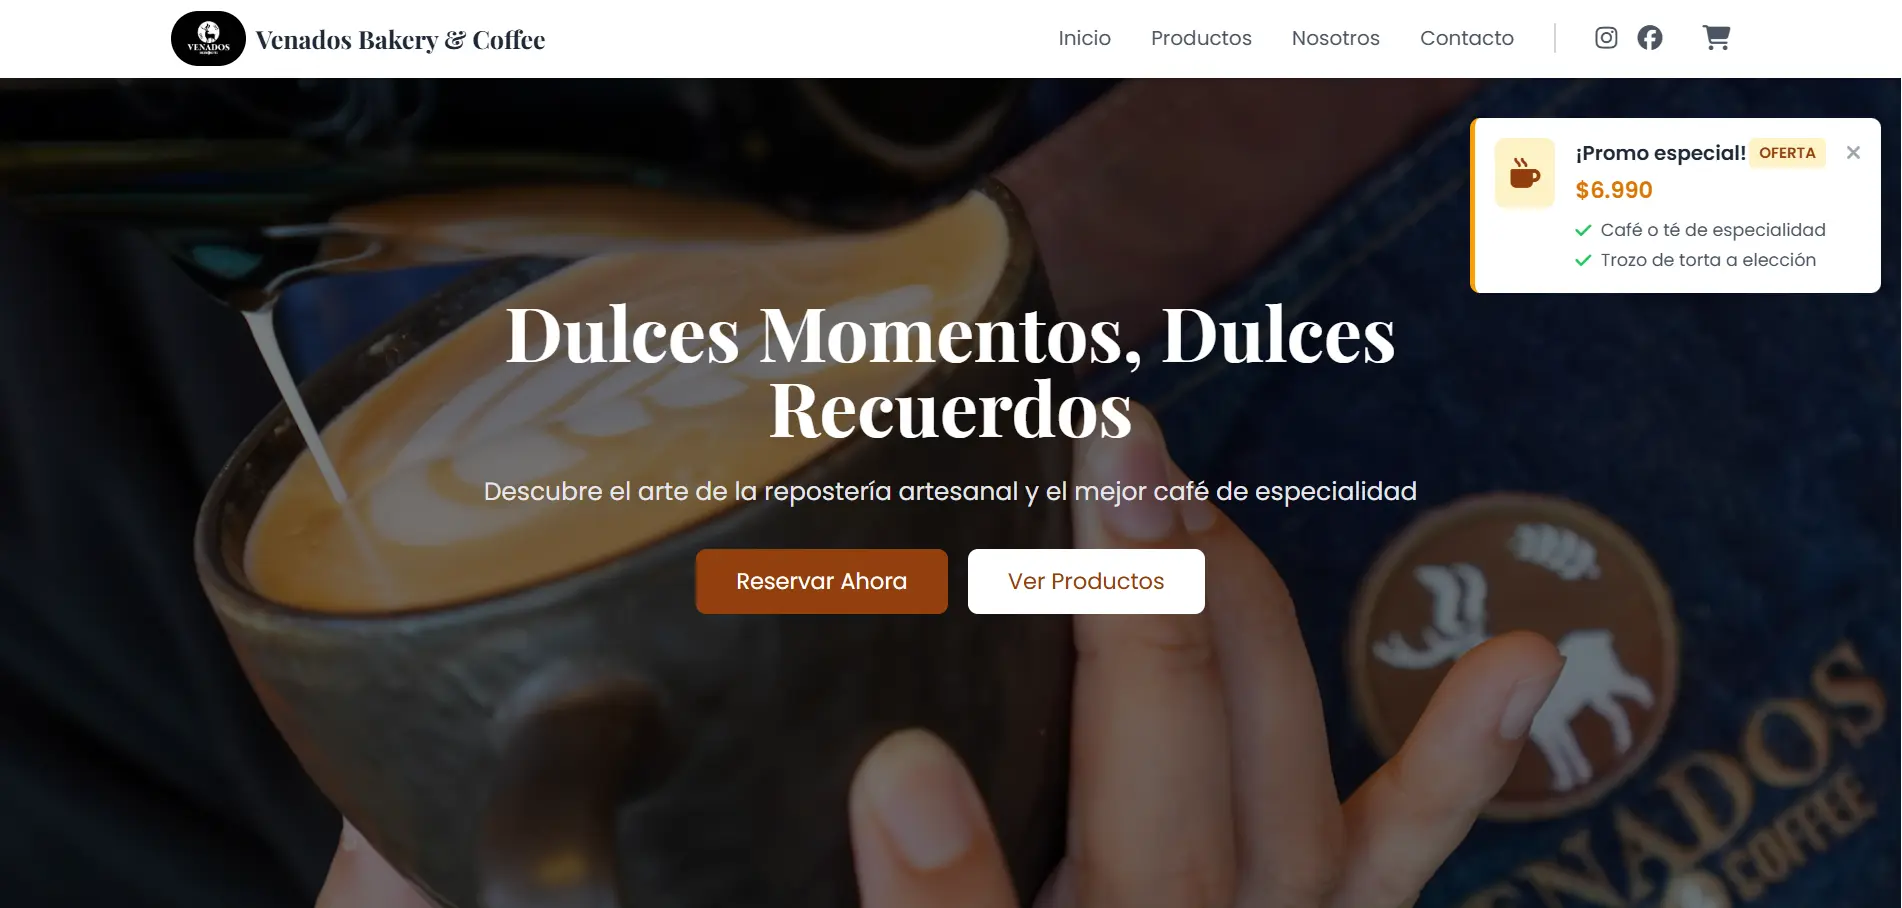 VENADOS
Venados Bakery & Coffee
Inicio
Productos
Nosotros
Contacto
¡Promo especial!
OFERTA
$6.990
Café o té de especialidad
Trozo de torta a elección
Dulces Momentos, Dulces
Recuerdos
Descubre el arte de la repostería artesanal y el mejor café de especialidad
Reservar Ahora
Ver Productos
ENADOS
COFFEE